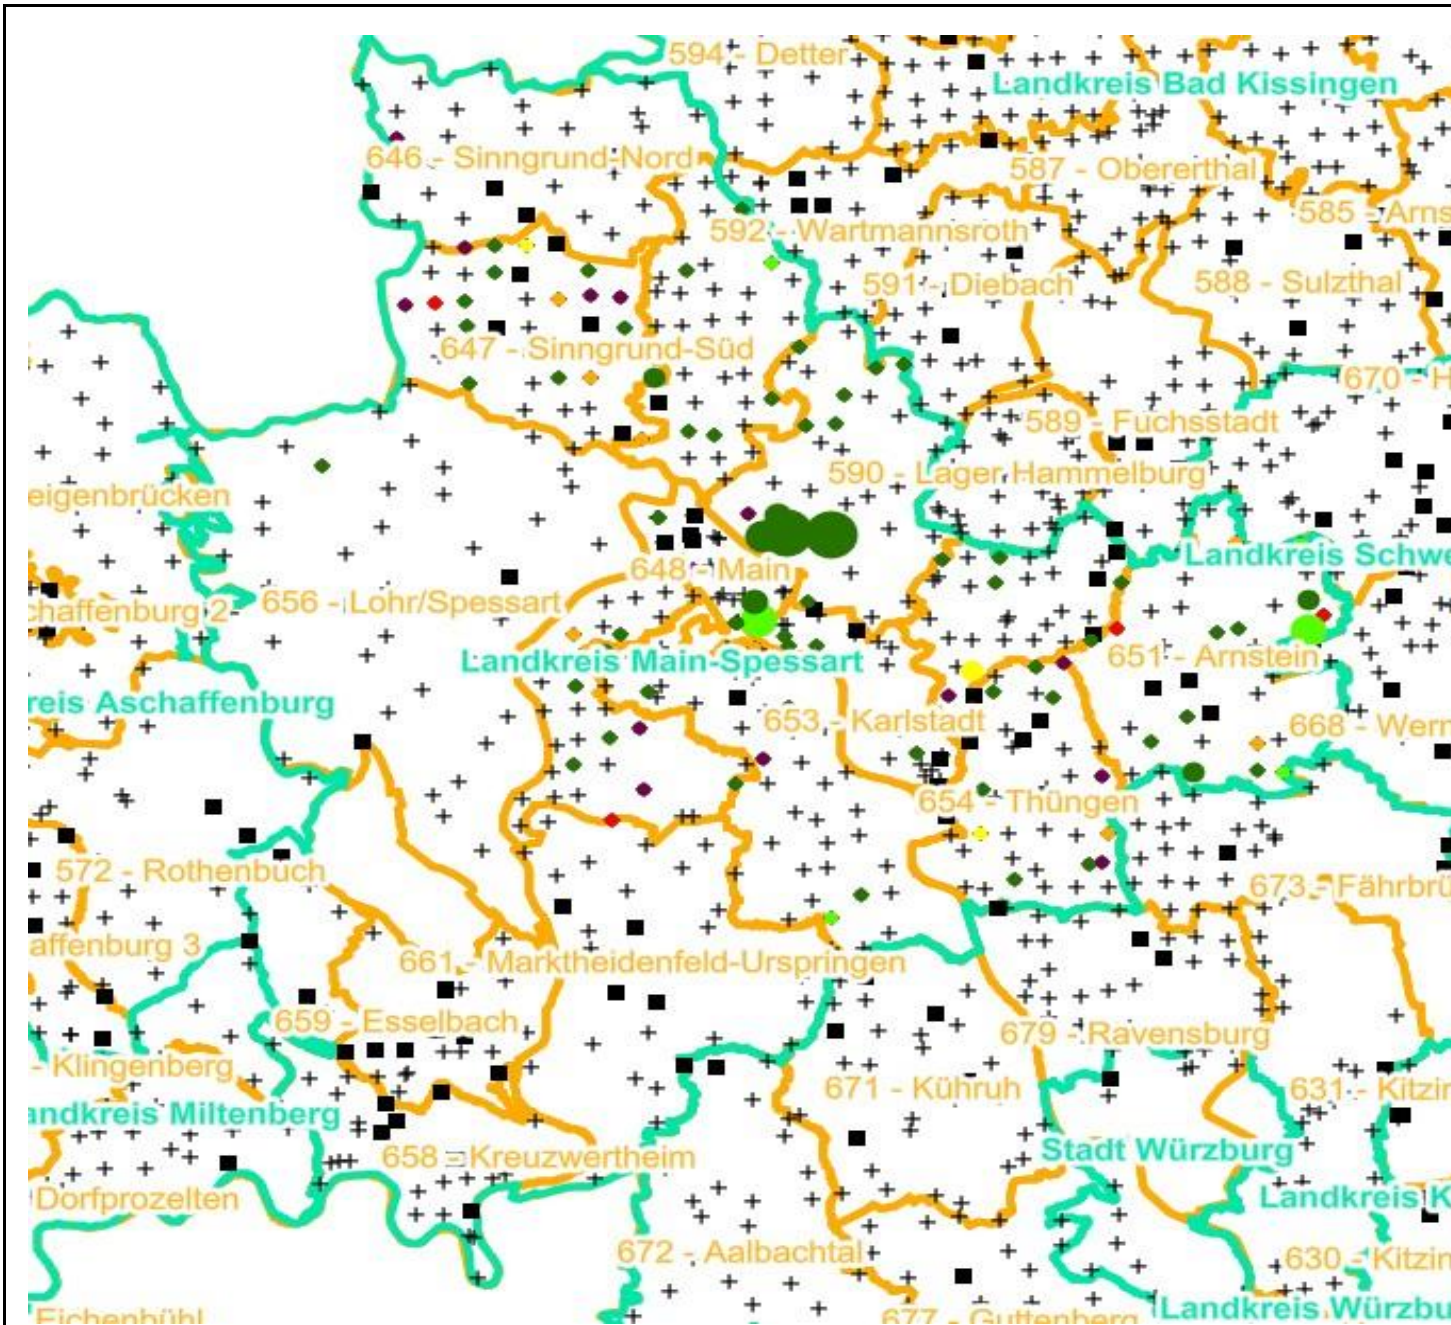 594 - Detter
Landkreis Bad Kissingen
646 - Sinngrund-Nord
587 - Obererthal
585 - Arns
592 - Wartmannsroth
591 - Diebach
588 - Sulzthal
647 - Sinngrund-Süd
670 - H
589 - Fuchsstadt
590 - Lager Hammelburg
eigenbrücken
Landkreis Schwe
648 - Main
chaffenburg 2
656 - Lohr/Spessart
651 - Arnstein
Landkreis Main-Spessart
reis Aschaffenburg
653 - Karlstadt
668 - Wern
654 - Thüngen
572 - Rothenbuch
673 - Fährbrü
affenburg 3
661 - Marktheidenfeld-Urspringen
659 - Esselbach
679 - Ravensburg
- Klingenberg
671 - Kühruh
631 - Kitzin
andkreis Miltenberg
Stadt Würzburg
658 - Kreuzwertheim
Dorfprozelten
Landkreis K
672 - Aalbachtal
630 - Kitzin
Eichenbühl
677 - Guttenberg
Landkreis Würzbu